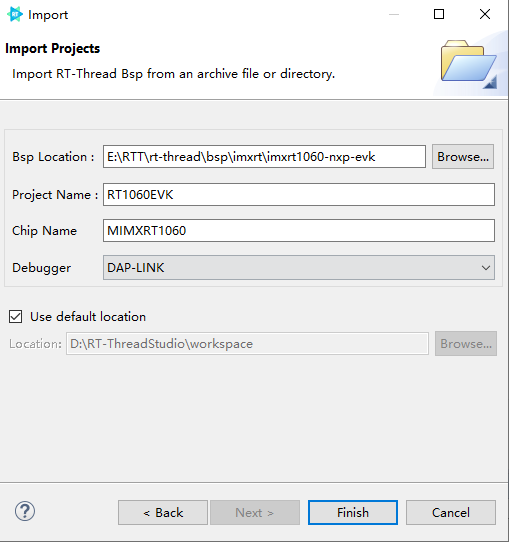 Import
Import Projects
Import RT-Thread Bsp from an archive file or directory.
Bsp Location : E:\RTT\rt-thread\bsp\imxrt\imxrt1060-nxp-evk Browse...
Project Name : RT1060EVK
Chip Name MIMXRT1060
Debugger DAP-LINK
Use default location
Location: D:\RT-ThreadStudio\workspace Browse...
? < Back Next > Finish Cancel